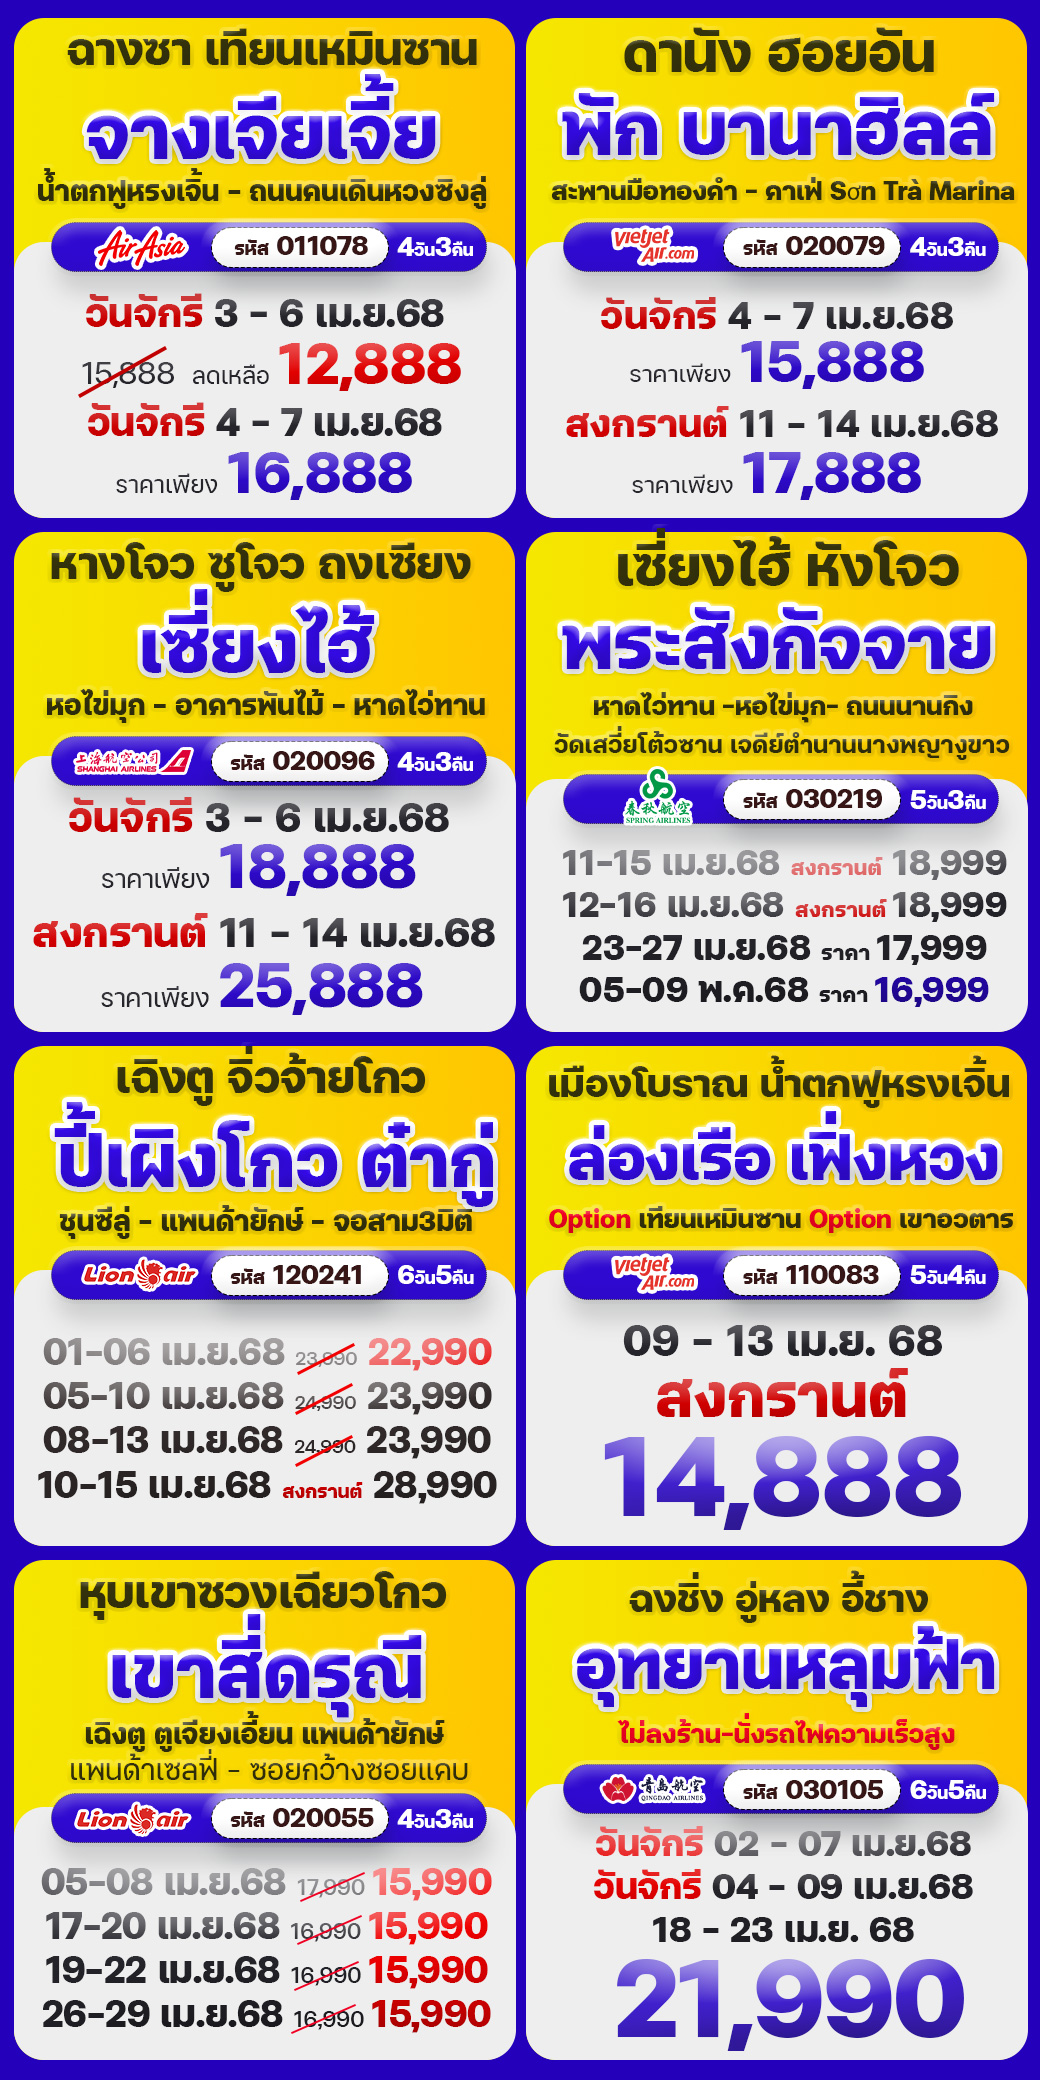 ฉางซา เทียนเหมินซาน
จางเจียเจี้ย
น้ำตกฟูหรงเจิ้น - ถนนคนเดินหวงซิงลู่
AirAsia รหัส 011078 4วัน3คืน
วันจักรี 3 - 6 เม.ย.68
15,888 ลดเหลือ 12,888
วันจักรี 4 - 7 เม.ย.68
ราคาเพียง 16,888
ดานัง ฮอยอัน
พัก บานาฮิลล์
สะพานมือทองคำ - คาเฟ่ Sơn Trà Marina
vietjet Air.com รหัส 020079 4วัน3คืน
วันจักรี 4 - 7 เม.ย.68
ราคาเพียง 15,888
สงกรานต์ 11 - 14 เม.ย.68
ราคาเพียง 17,888
หางโจว ซูโจว ถงเซียง
เซี่ยงไฮ้
หอไข่มุก - อาคารพันไม้ - หาดไว่ทาน
上海航空公司 SHANGHAI AIRLINES รหัส 020096 4วัน3คืน
วันจักรี 3 - 6 เม.ย.68
ราคาเพียง 18,888
สงกรานต์ 11 - 14 เม.ย.68
ราคาเพียง 25,888
เซี่ยงไฮ้ หังโจว
พระสังกัจจาย
หาดไว่ทาน -หอไข่มุก- ถนนนานกิง
วัดเสวี่ยโต้วซาน เจดีย์ตำนานนางพญางูขาว
春秋航空 SPRING AIRLINES รหัส 030219 5วัน3คืน
11-15 เม.ย.68 สงกรานต์ 18,999
12-16 เม.ย.68 สงกรานต์ 18,999
23-27 เม.ย.68 ราคา 17,999
05-09 พ.ค.68 ราคา 16,999
เฉิงตู จิ่วจ้ายโกว
ปี้เผิงโกว ต๋ากู่
ชุนซีลู่ - แพนด้ายักษ์ - จอสาม3มิติ
Lion air รหัส 120241 6วัน5คืน
01-06 เม.ย.68 23,990 22,990
05-10 เม.ย.68 24,990 23,990
08-13 เม.ย.68 24,990 23,990
10-15 เม.ย.68 สงกรานต์ 28,990
เมืองโบราณ น้ำตกฟูหรงเจิ้น
ล่องเรือ เฟิ่งหวง
Option เทียนเหมินซาน Option เขาอวตาร
vietjet Air.com รหัส 110083 5วัน4คืน
09 - 13 เม.ย. 68
สงกรานต์
14,888
หุบเขาซวงเฉียวโกว
เขาสี่ดรุณี
เฉิงตู ตูเจียงเอี้ยน แพนด้ายักษ์
แพนด้าเซลฟี่ - ซอยกว้างซอยแคบ
Lion air รหัส 020055 4วัน3คืน
05-08 เม.ย.68 17,990 15,990
17-20 เม.ย.68 16,990 15,990
19-22 เม.ย.68 16,990 15,990
26-29 เม.ย.68 16,990 15,990
ฉงชิ่ง อู่หลง อี้ชาง
อุทยานหลุมฟ้า
ไม่ลงร้าน-นั่งรถไฟความเร็วสูง
青岛航空 QINGDAO AIRLINES รหัส 030105 6วัน5คืน
วันจักรี 02 - 07 เม.ย.68
วันจักรี 04 - 09 เม.ย.68
18 - 23 เม.ย. 68
21,990